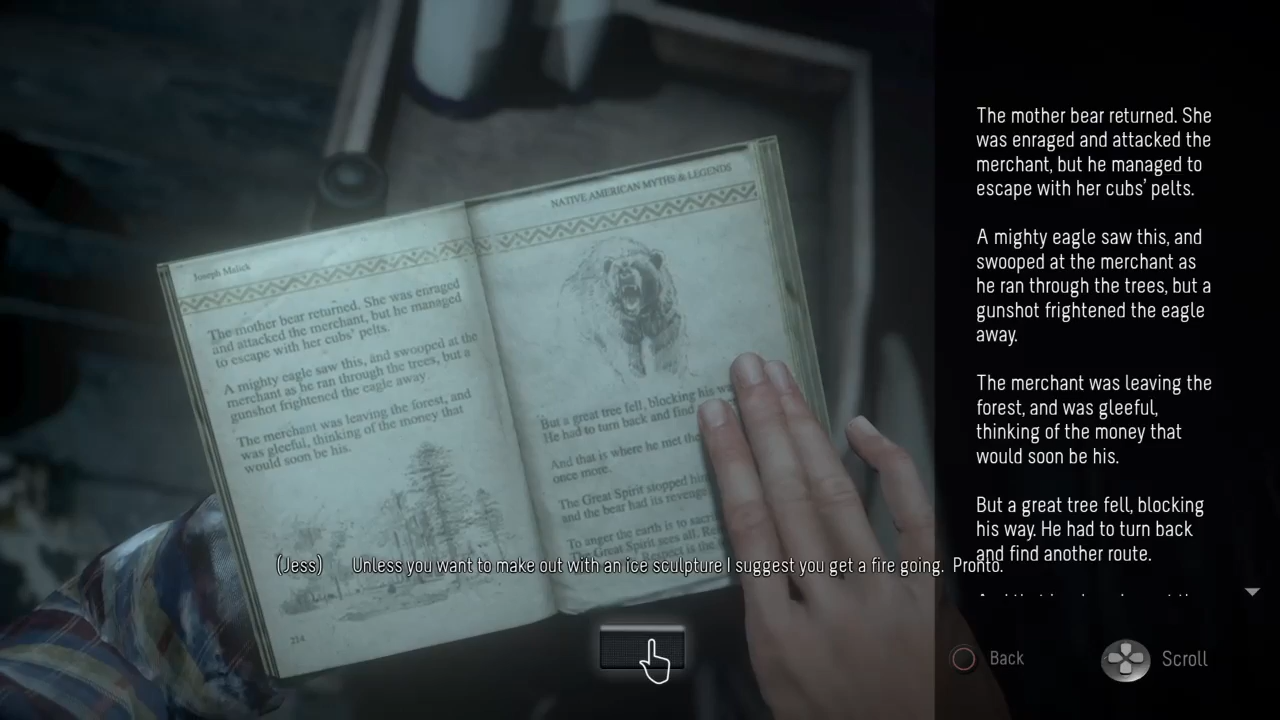 Joseph Malick
The mother bear returned. She was enraged
and attacked the merchant, but he managed
to escape with her cubs' pelts.
A mighty eagle saw this, and swooped at the
merchant as he ran through the trees, but a
gunshot frightened the eagle away.
The merchant was leaving the forest, and
was gleeful, thinking of the money that
would soon be his.
214
NATIVE AMERICAN MYTHS & LEGENDS
But a great tree fell, blocking his
He had to turn back and find
And that is where he met the
once more.
The Great Spirit stopped
and the bear had its revenge
To anger the earth is to
Great Spirit sees all.
Respect is the
(Jess) Unless you want to make out with an ice sculpture I suggest you get a fire going. Pronto.
The mother bear returned. She
was enraged and attacked the
merchant, but he managed to
escape with her cubs' pelts.
A mighty eagle saw this, and
swooped at the merchant as
he ran through the trees, but a
gunshot frightened the eagle
away.
The merchant was leaving the
forest, and was gleeful,
thinking of the money that
would soon be his.
But a great tree fell, blocking
his way. He had to turn back
and find another route.
Back
Scroll